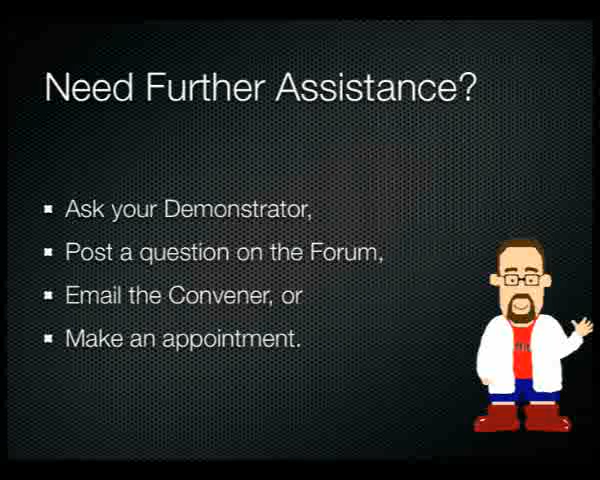 Need Further Assistance?
Ask your Demonstrator,
Post a question on the Forum,
Email the Convener, or
Make an appointment.